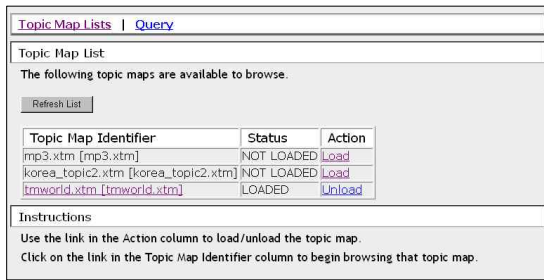 Topic Map Lists | Query
Topic Map List
The following topic maps are available to browse.
Refresh List
Topic Map Identifier Status Action
mp3.xtm [mp3.xtm] NOT LOADED Load
korea_topic2.xtm [korea_topic2.xtm] NOT LOADED Load
tmworld.xtm [tmworld.xtm] LOADED Unload
Instructions
Use the link in the Action column to load/unload the topic map.
Click on the link in the Topic Map Identifier column to begin browsing that topic map.